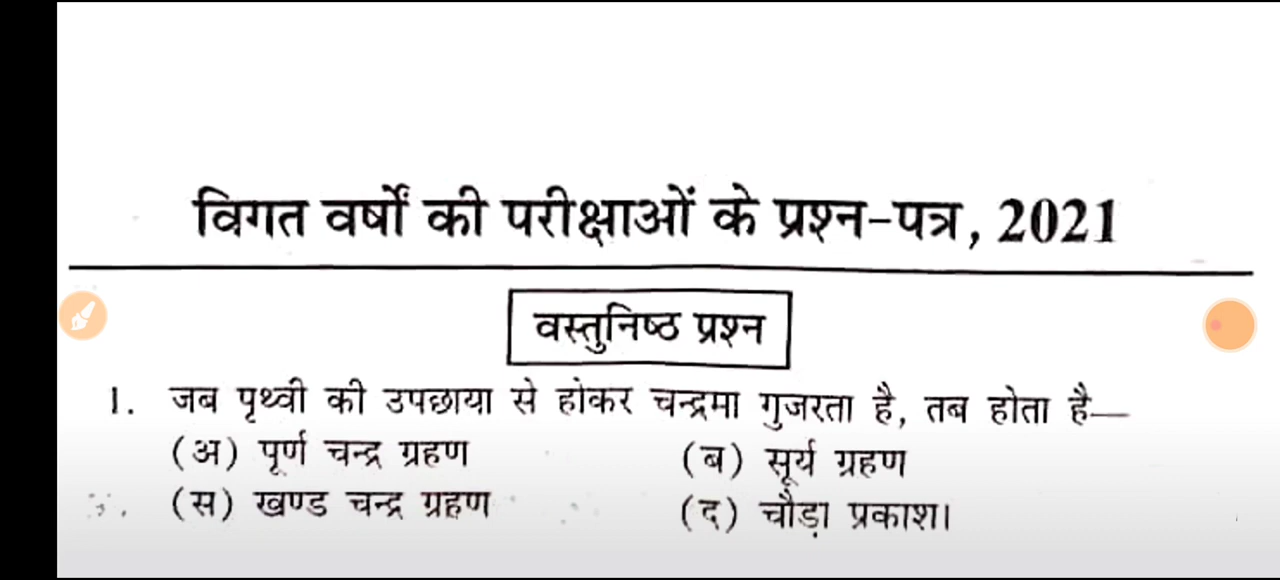 विगत वर्षों की परीक्षाओं के प्रश्न-पत्र, 2021
वस्तुनिष्ठ प्रश्न
1. जब पृथ्वी की उपछाया से होकर चन्द्रमा गुजरता है, तब होता है—
(अ) पूर्ण चन्द्र ग्रहण (ब) सूर्य ग्रहण
(स) खण्ड चन्द्र ग्रहण (द) चौड़ा प्रकाश।